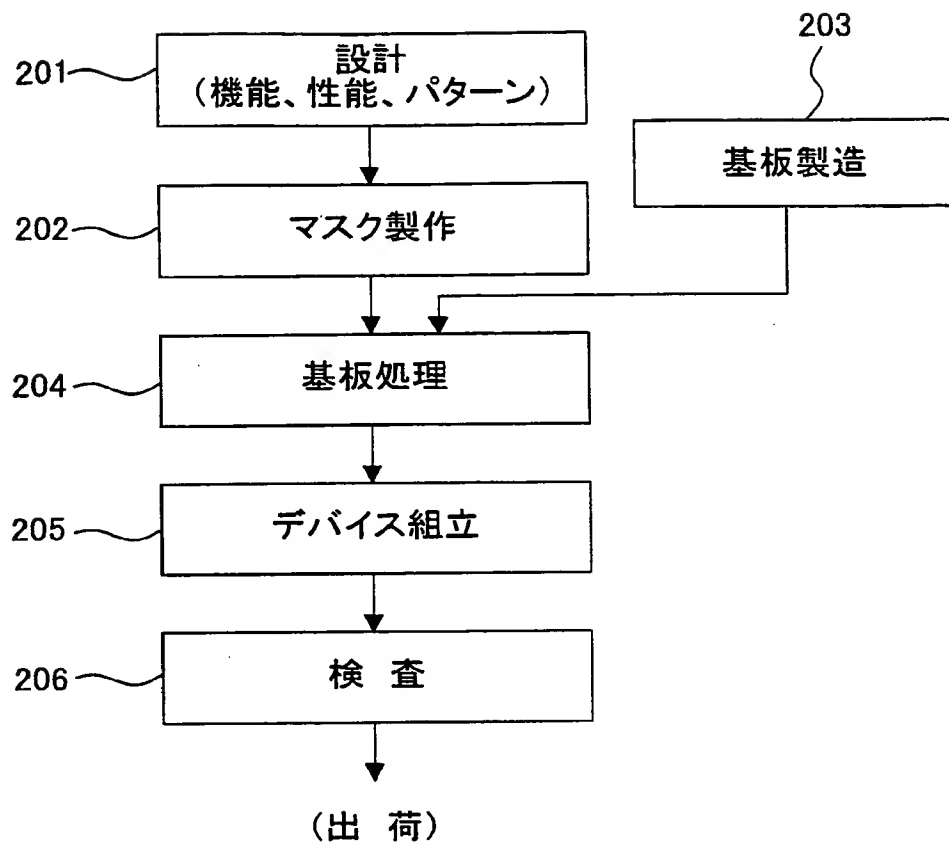 203
201
設計
(機能、性能、パターン)
基板製造
202
マスク製作
204
基板処理
205
デバイス組立
206
検 査
(出 荷)